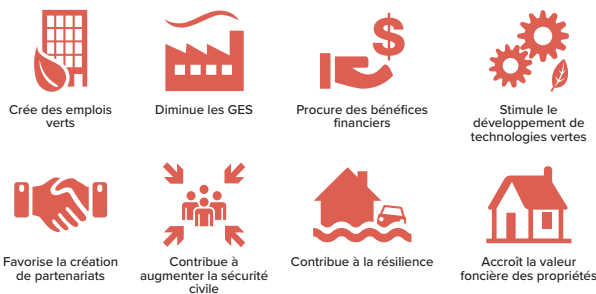 $
Crée des emplois
verts
Diminue les GES
Procure des bénéfices
financiers
Stimule le
développement de
technologies vertes
Favorise la création
de partenariats
Contribue à
augmenter la sécurité
civile
Contribue à la résilience
Accroît la valeur
foncière des propriétés